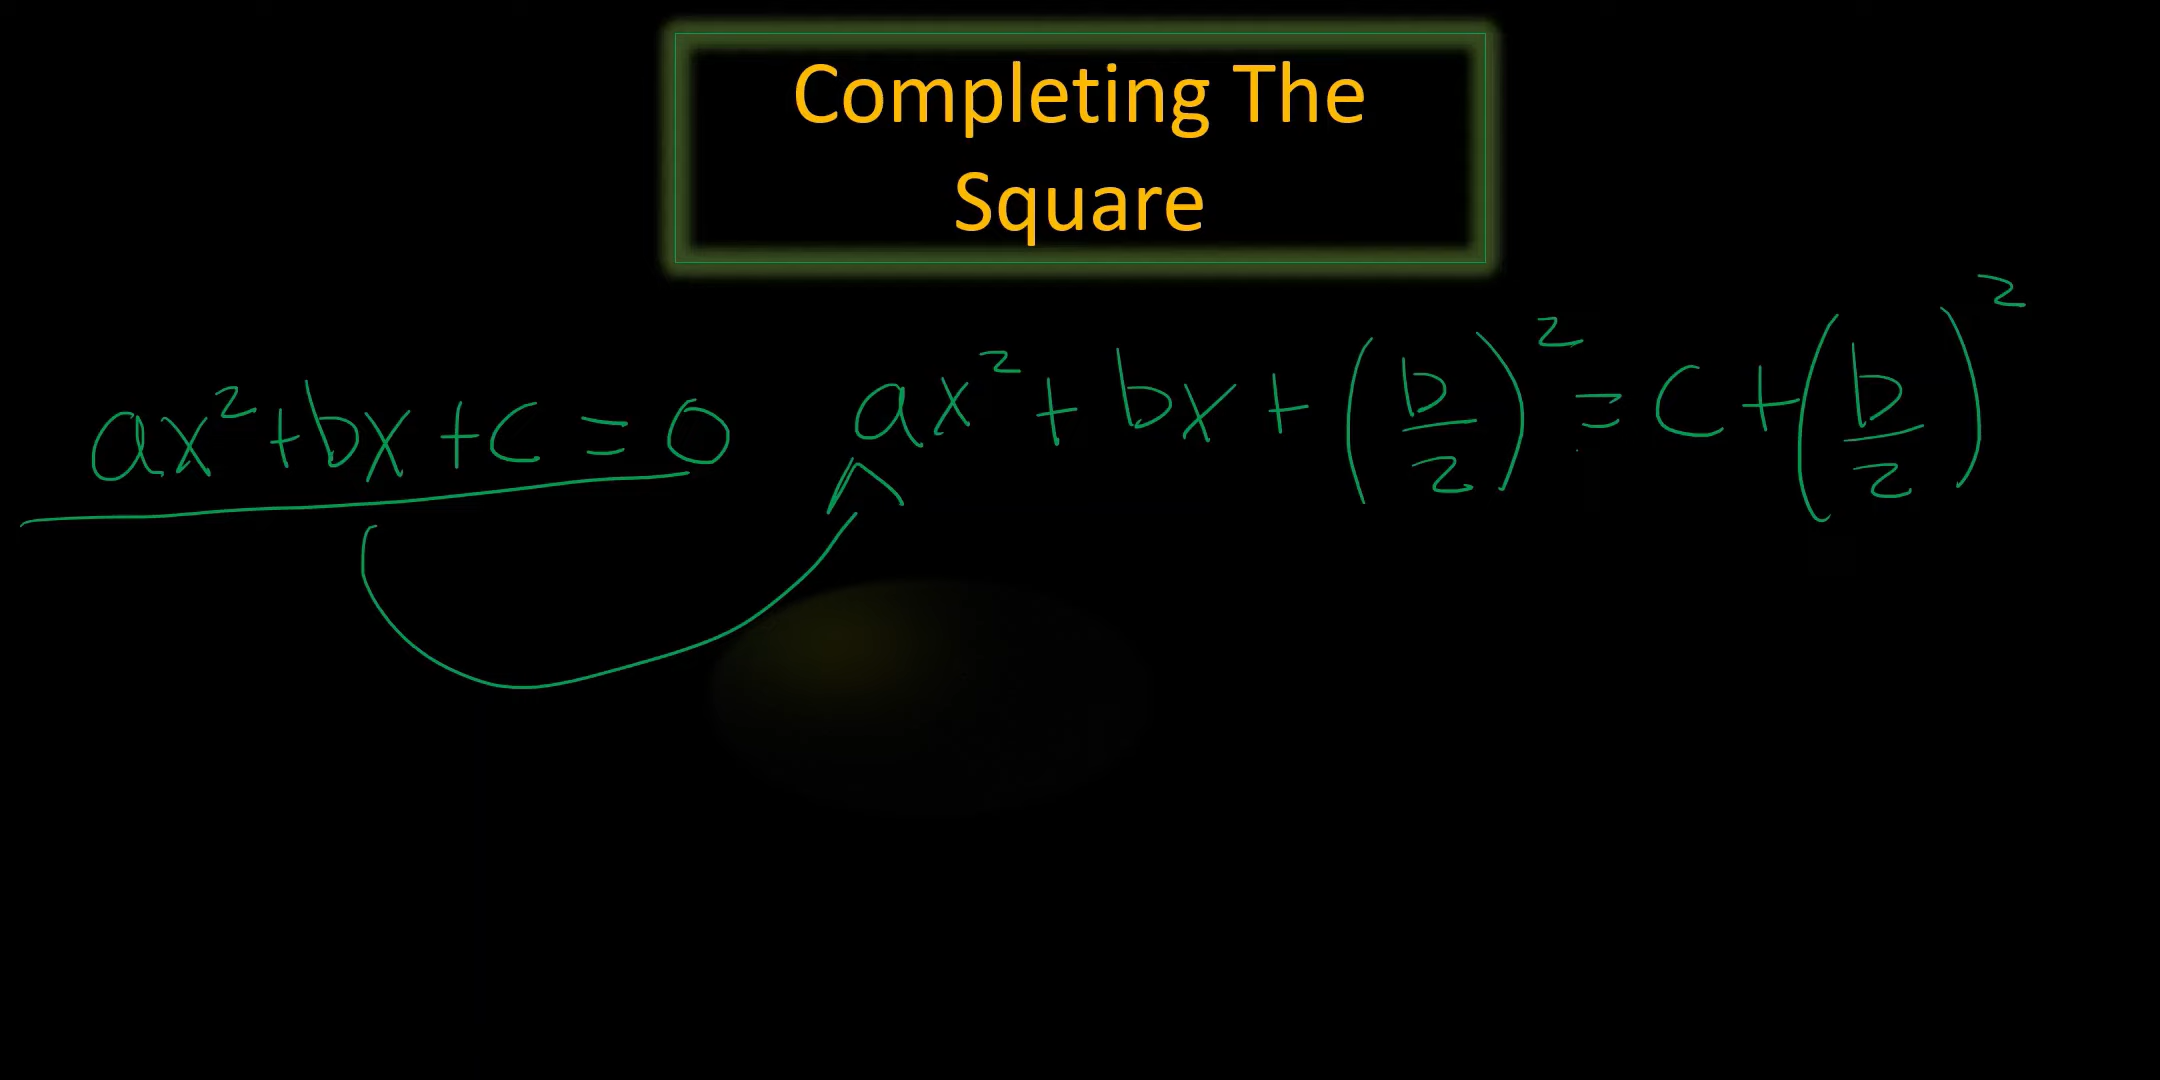 Completing The
Square
ax²+bx+c=0
ax²+bx+(b/2)²=c+(b/2)²